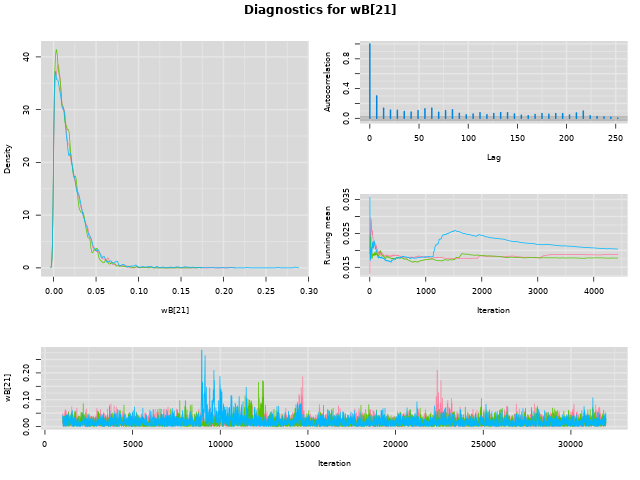 Diagnostics for wB[21]
Density
0 10 20 30 40
0.00 0.05 0.10 0.15 0.20 0.25 0.30
wB[21]
Autocorrelation
0.0 0.4 0.8
0 50 100 150 200 250
Lag
Running mean
0.015 0.025 0.035
0 1000 2000 3000 4000
Iteration
wB[21]
0.00 0.10 0.20
0 5000 10000 15000 20000 25000 30000
Iteration